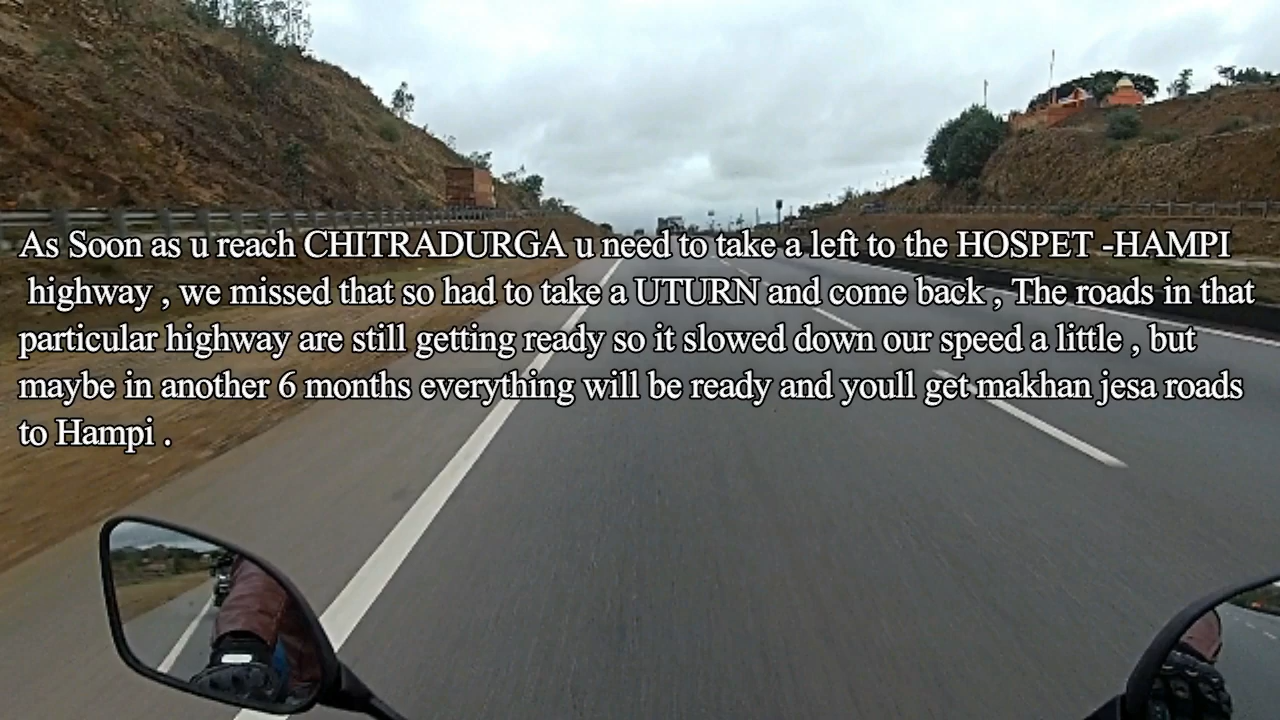 As Soon as u reach CHITRADURGA u need to take a left to the HOSPET -HAMPI
highway , we missed that so had to take a UTURN and come back , The roads in that
particular highway are still getting ready so it slowed down our speed a little , but
maybe in another 6 months everything will be ready and youll get makhan jesa roads
to Hampi .